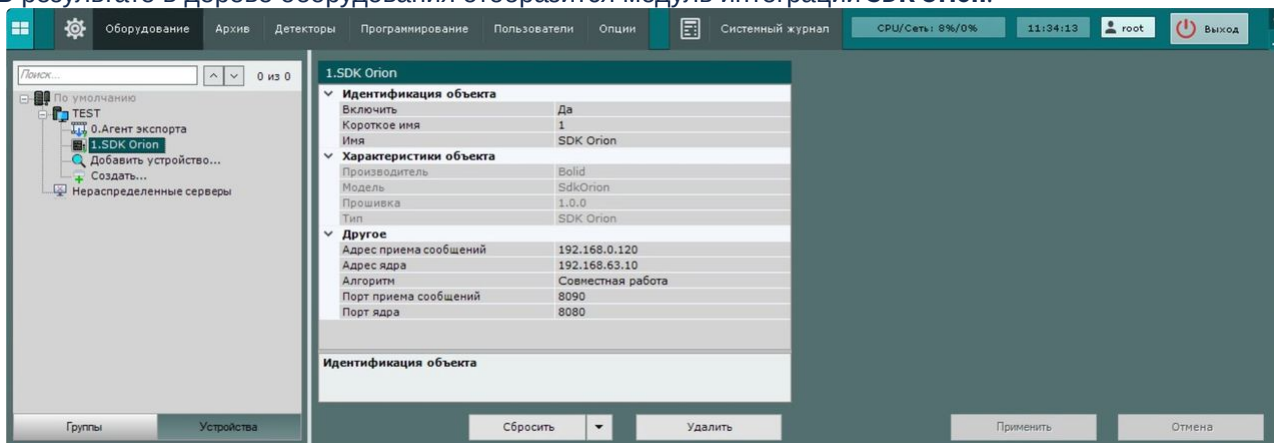 в результате в дерево оборудования отобразится модуль интеграции SDK Orio...
Оборудование Архив Детекторы Программирование Пользователи Опции Системный журнал CPU/Сеть: 8%/0% 11:34:13 root Выход
Поиск... 0 из 0
По умолчанию
TEST
0.Агент экспорта
1.SDK Orion
Добавить устройство...
Создать...
Нераспределенные серверы
Группы Устройства
1.SDK Orion
Идентификация объекта
Включить Да
Короткое имя 1
Имя SDK Orion
Характеристики объекта
Производитель Bolid
Модель SdkOrion
Прошивка 1.0.0
Тип SDK Orion
Другое
Адрес приема сообщений 192.168.0.120
Адрес ядра 192.168.63.10
Алгоритм Совместная работа
Порт приема сообщений 8090
Порт ядра 8080
Идентификация объекта
Сбросить Удалить Применить Отмена